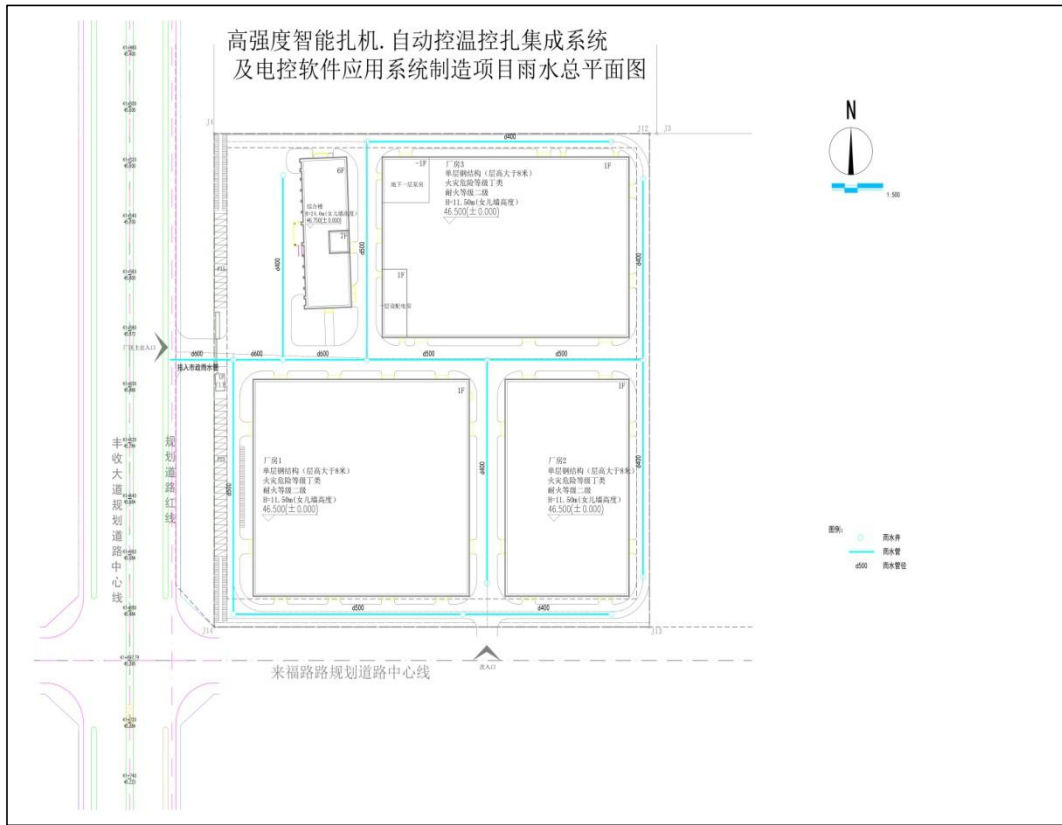 高强度智能扎机.自动控温控扎集成系统
及电控软件应用系统制造项目雨水总平面图
N
1:500
J4
J12
J3
d400
6F
综合楼
H=24.6m(女儿墙高度)
46.750(±0.000)
7F
d400
d500
-1F
地下一层泵房
厂房3
单层钢结构（层高大于8米）
火灾危险等级丁类
耐火等级二级
H=11.50m(女儿墙高度)
46.500(±0.000)
1F
1F
一层设配电室
d400
厂区主出入口
d600
d600
d600
d500
d500
接入市政雨水管
丰收大道规划道路中心线
规划道路红线
d500
1F
厂房1
单层钢结构（层高大于8米）
火灾危险等级丁类
耐火等级二级
H=11.50m(女儿墙高度)
46.500(±0.000)
d400
1F
厂房2
单层钢结构（层高大于8米）
火灾危险等级丁类
耐火等级二级
H=11.50m(女儿墙高度)
46.500(±0.000)
d400
d500
d400
J14
J13
次入口
来福路路规划道路中心线
图例:
雨水井
雨水管
d500 雨水管径